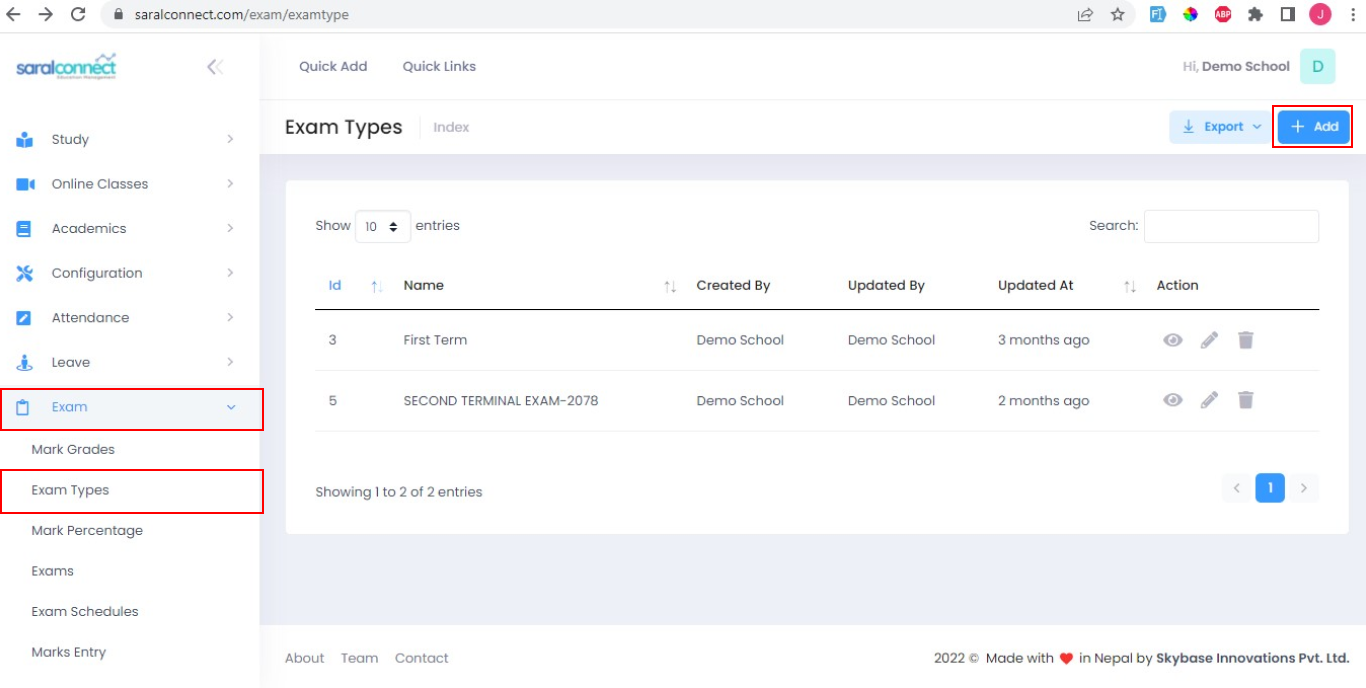 saralconnect.com/exam/examtype
FI
ABP
J
saralconnect
Education Management
Quick Add
Quick Links
Hi, Demo School
D
Exam Types
Index
Export
Add
Study
Online Classes
Academics
Configuration
Attendance
Leave
Exam
Mark Grades
Exam Types
Mark Percentage
Exams
Exam Schedules
Marks Entry
Show 10 entries
Search:
Id Name Created By Updated By Updated At Action
3 First Term Demo School Demo School 3 months ago
5 SECOND TERMINAL EXAM-2078 Demo School Demo School 2 months ago
Showing 1 to 2 of 2 entries
< 1 >
About Team Contact
2022 © Made with ❤ in Nepal by Skybase Innovations Pvt. Ltd.